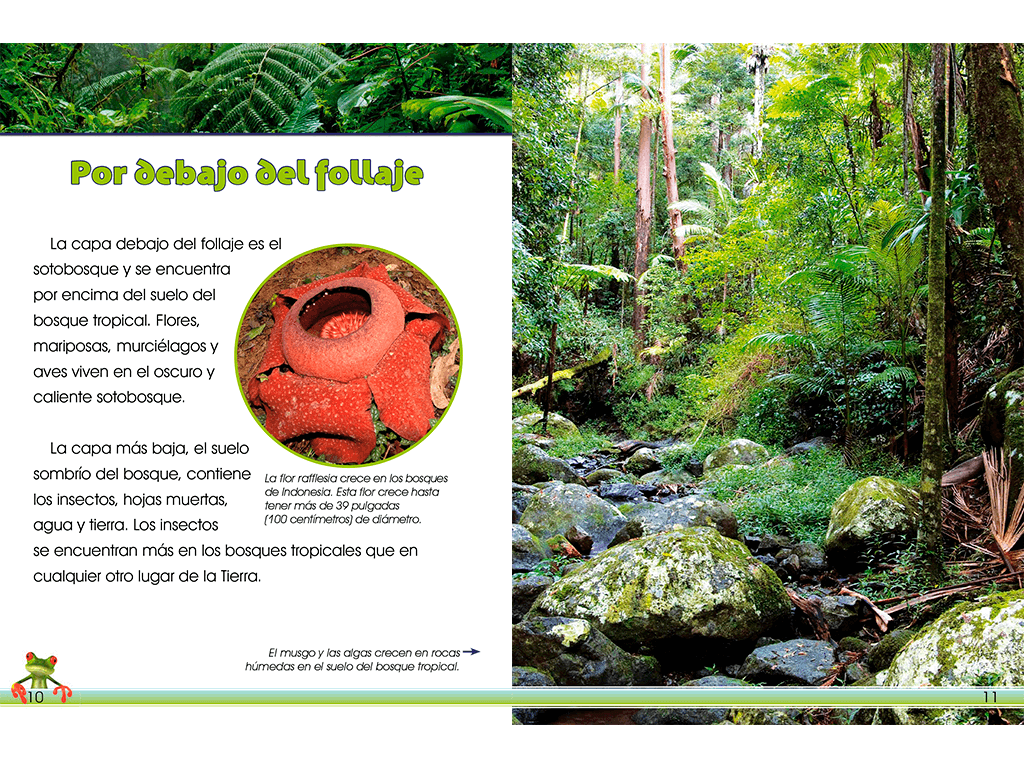 Por debajo del follaje
La capa debajo del follaje es el
sotobosque y se encuentra
por encima del suelo del
bosque tropical. Flores,
mariposas, murciélagos y
aves viven en el oscuro y
caliente sotobosque.
La capa más baja, el suelo
sombrío del bosque, contiene
los insectos, hojas muertas,
agua y tierra. Los insectos
se encuentran más en los bosques tropicales que en
cualquier otro lugar de la Tierra.
La flor rafflesia crece en los bosques
de Indonesia. Esta flor crece hasta
tener más de 39 pulgadas
(100 centímetros) de diámetro.
El musgo y las algas crecen en rocas
húmedas en el suelo del bosque tropical.
10
11